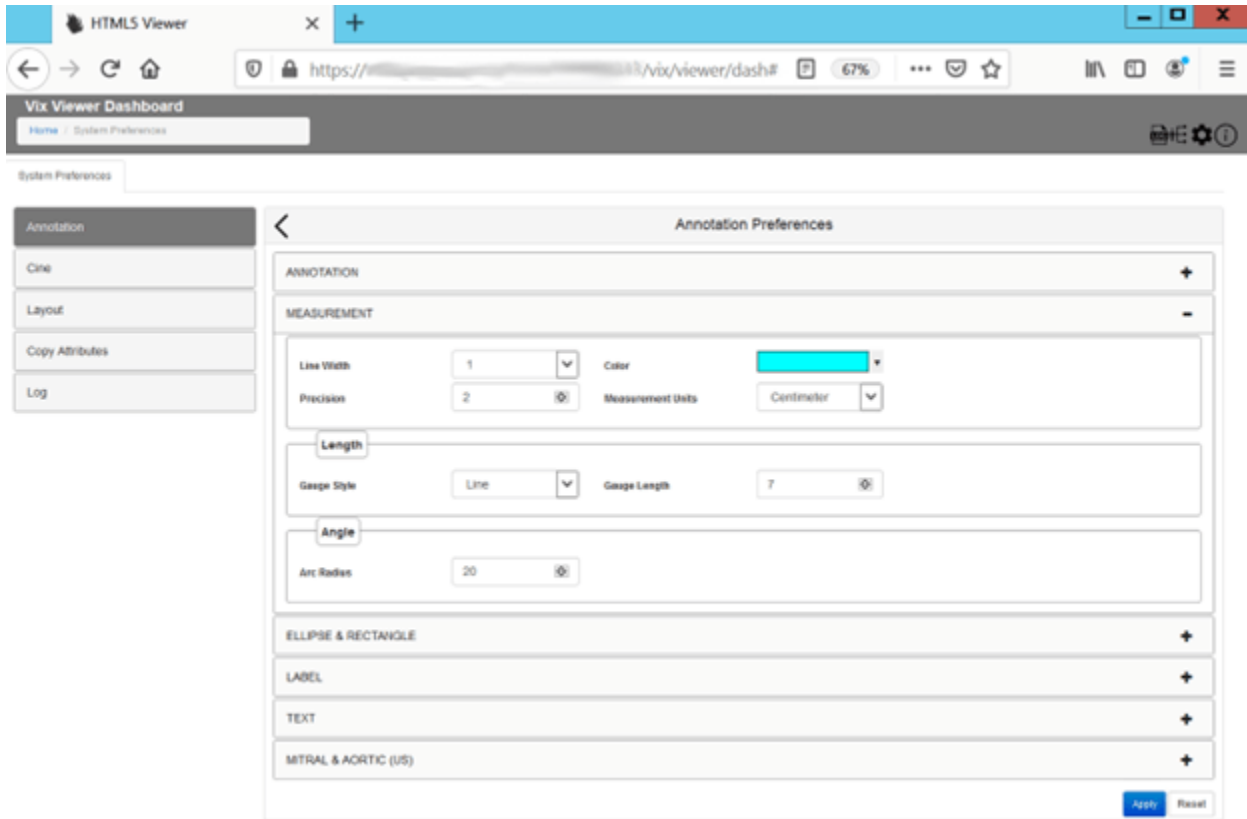 HTML5 Viewer
https:// /vix/viewer/dash# 67%
Vix Viewer Dashboard
Home / System Preferences
System Preferences
Annotation
Cine
Layout
Copy Attributes
Log
Annotation Preferences
ANNOTATION
MEASUREMENT
Line Width 1 Color
Precision 2 Measurement Units Centimeter
Length
Gauge Style Line Gauge Length 7
Angle
Arc Radius 20
ELLIPSE & RECTANGLE
LABEL
TEXT
MITRAL & AORTIC (US)
Apply Reset